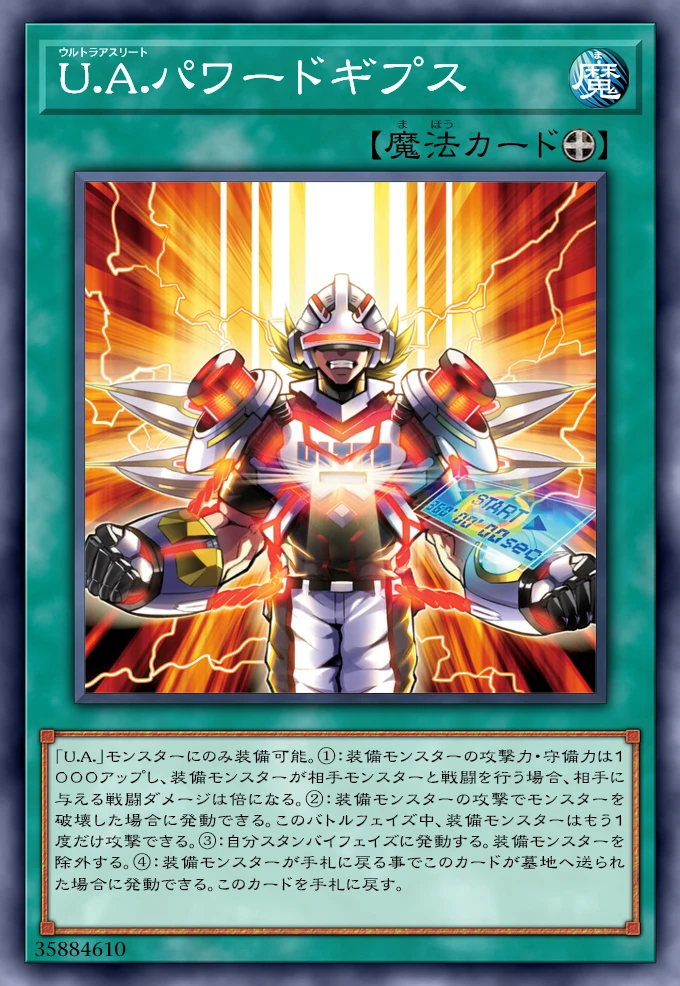 ウルトラアスリート
U.A.パワードギプス
ま
魔
ま ほう
【魔法カード】
ULTRA
START
368'00'00sec
「U.A.」モンスターにのみ装備可能。①:装備モンスターの攻撃力・守備力は1
000アップし、装備モンスターが相手モンスターと戦闘を行う場合、相手に
与える戦闘ダメージは倍になる。②:装備モンスターの攻撃でモンスターを
破壊した場合に発動できる。このバトルフェイズ中、装備モンスターはもう1
度だけ攻撃できる。③:自分スタンバイフェイズに発動する。装備モンスターを
除外する。④:装備モンスターが手札に戻る事でこのカードが墓地へ送られ
た場合に発動できる。このカードを手札に戻す。
35884610